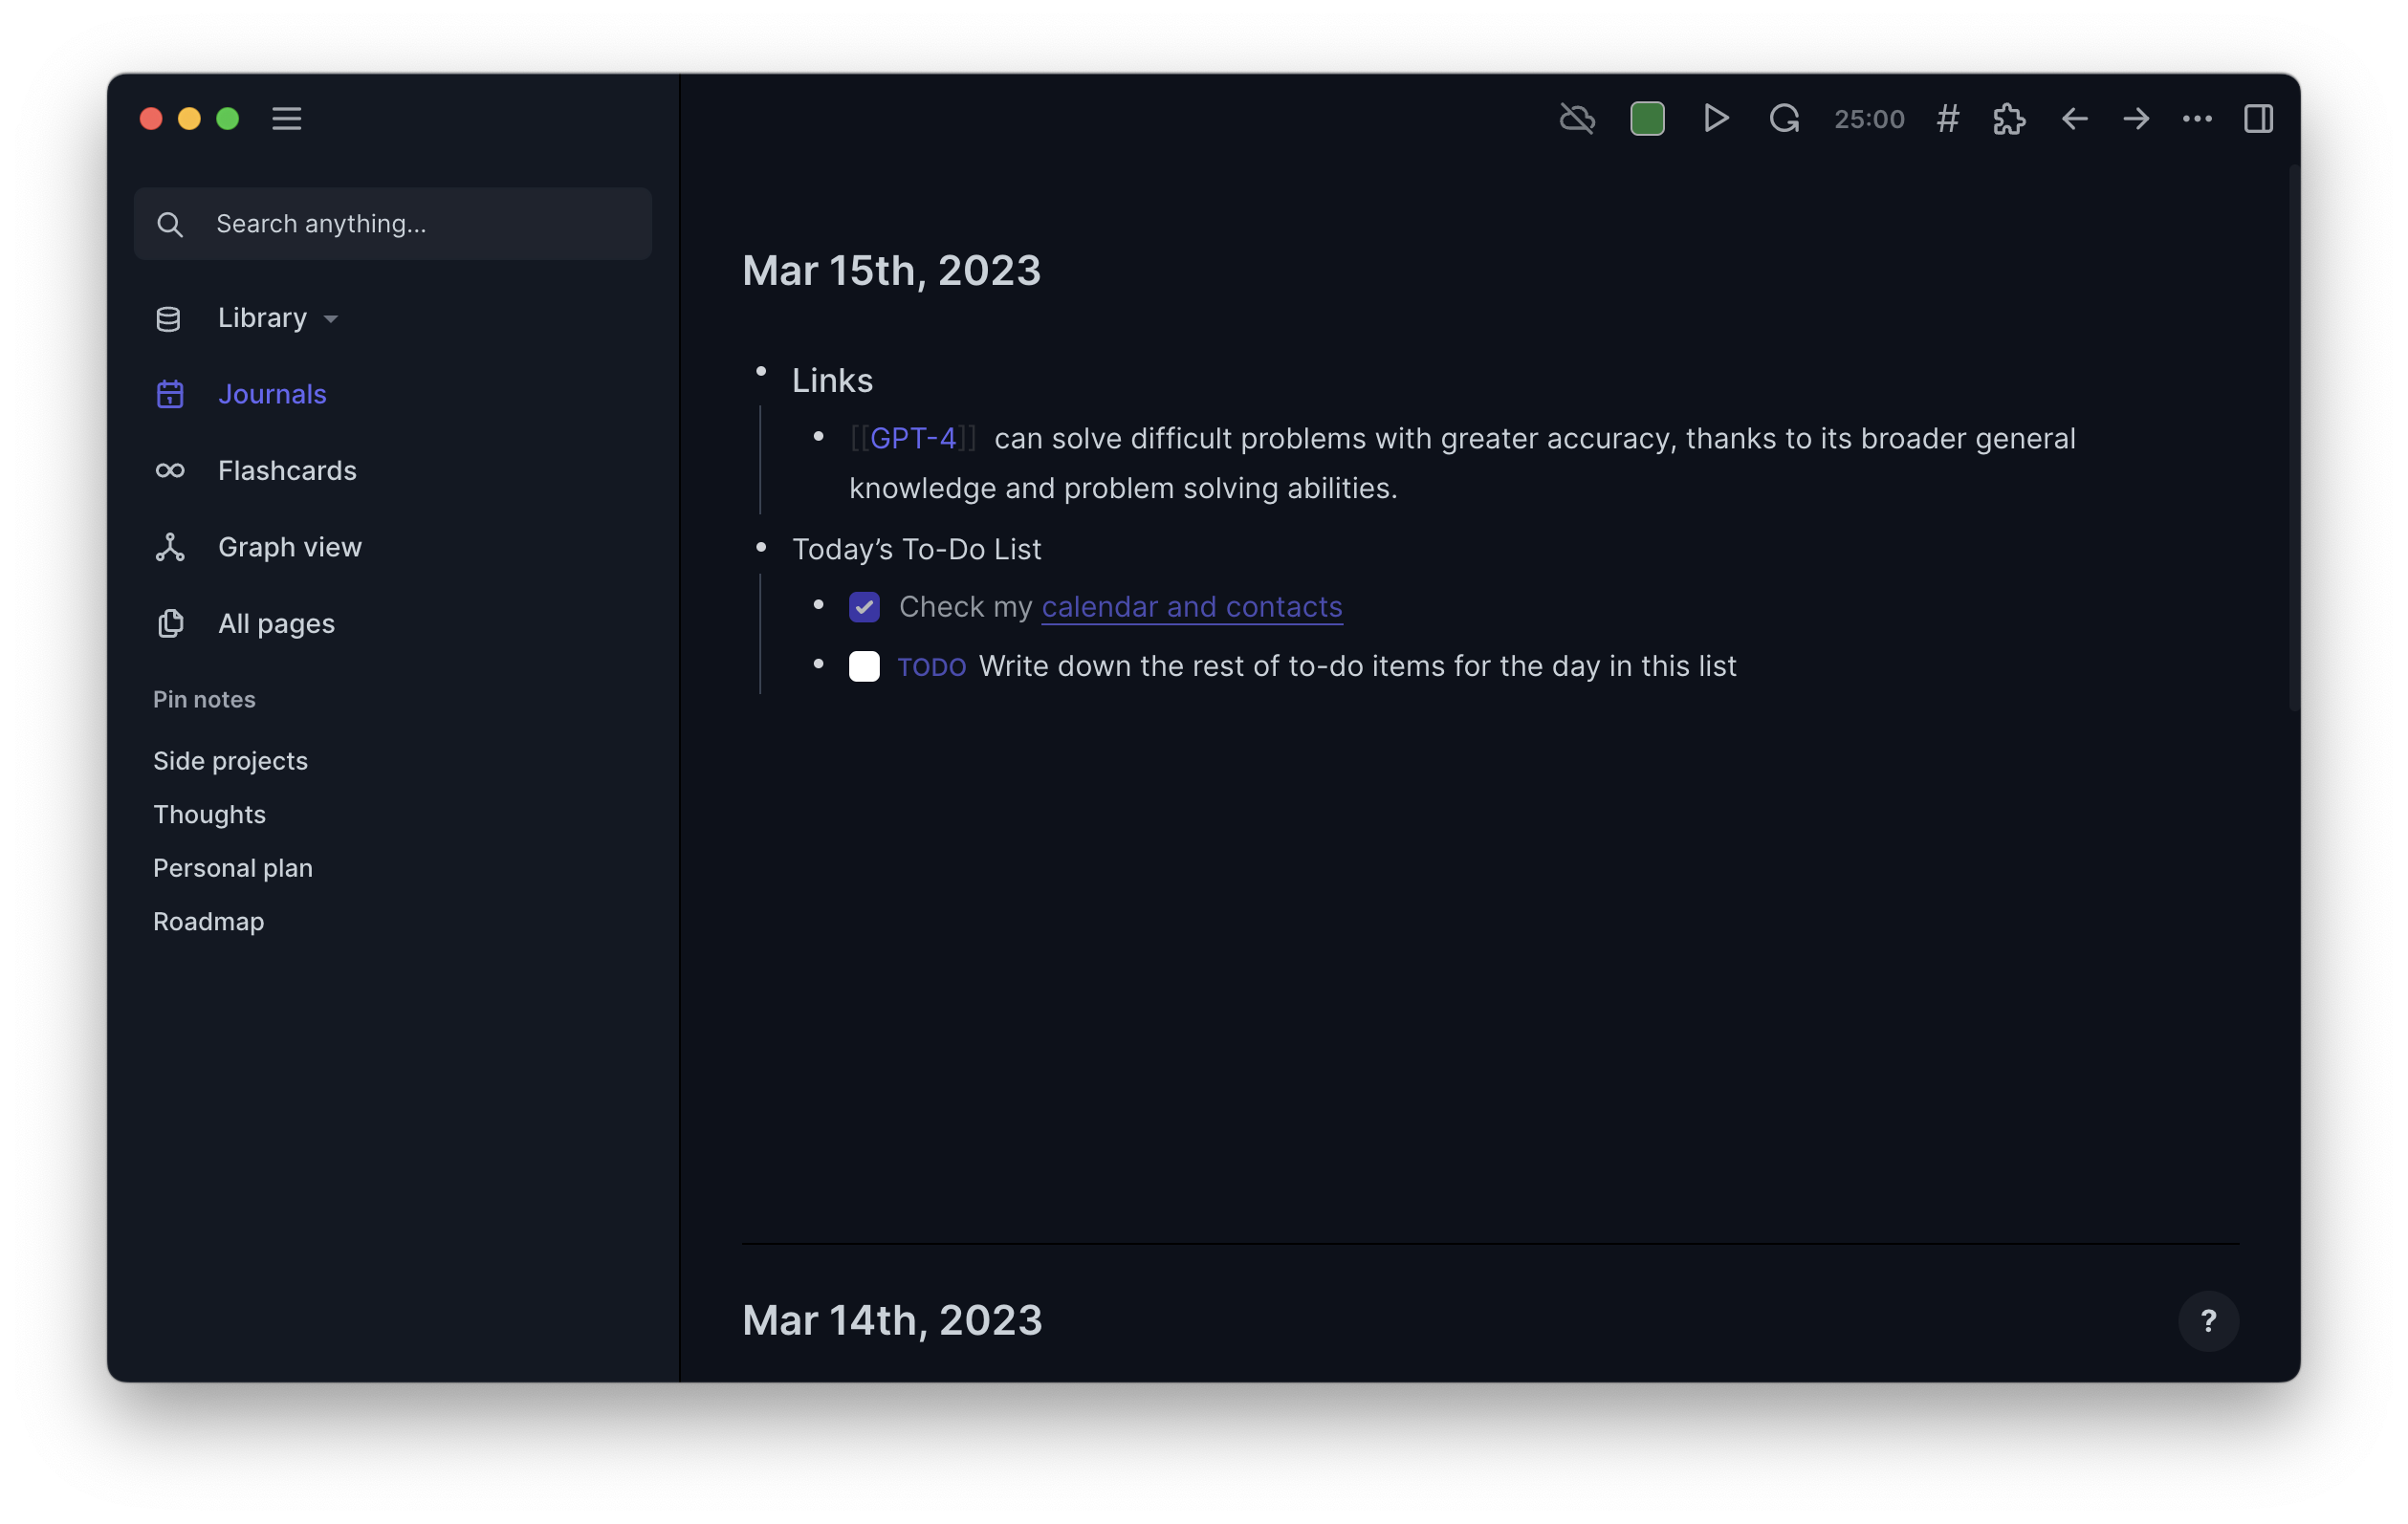 25:00
Search anything...
Library
Journals
Flashcards
Graph view
All pages
Pin notes
Side projects
Thoughts
Personal plan
Roadmap
Mar 15th, 2023
Links
[[GPT-4]] can solve difficult problems with greater accuracy, thanks to its broader general
knowledge and problem solving abilities.
Today’s To-Do List
Check my calendar and contacts
TODO Write down the rest of to-do items for the day in this list
Mar 14th, 2023
?